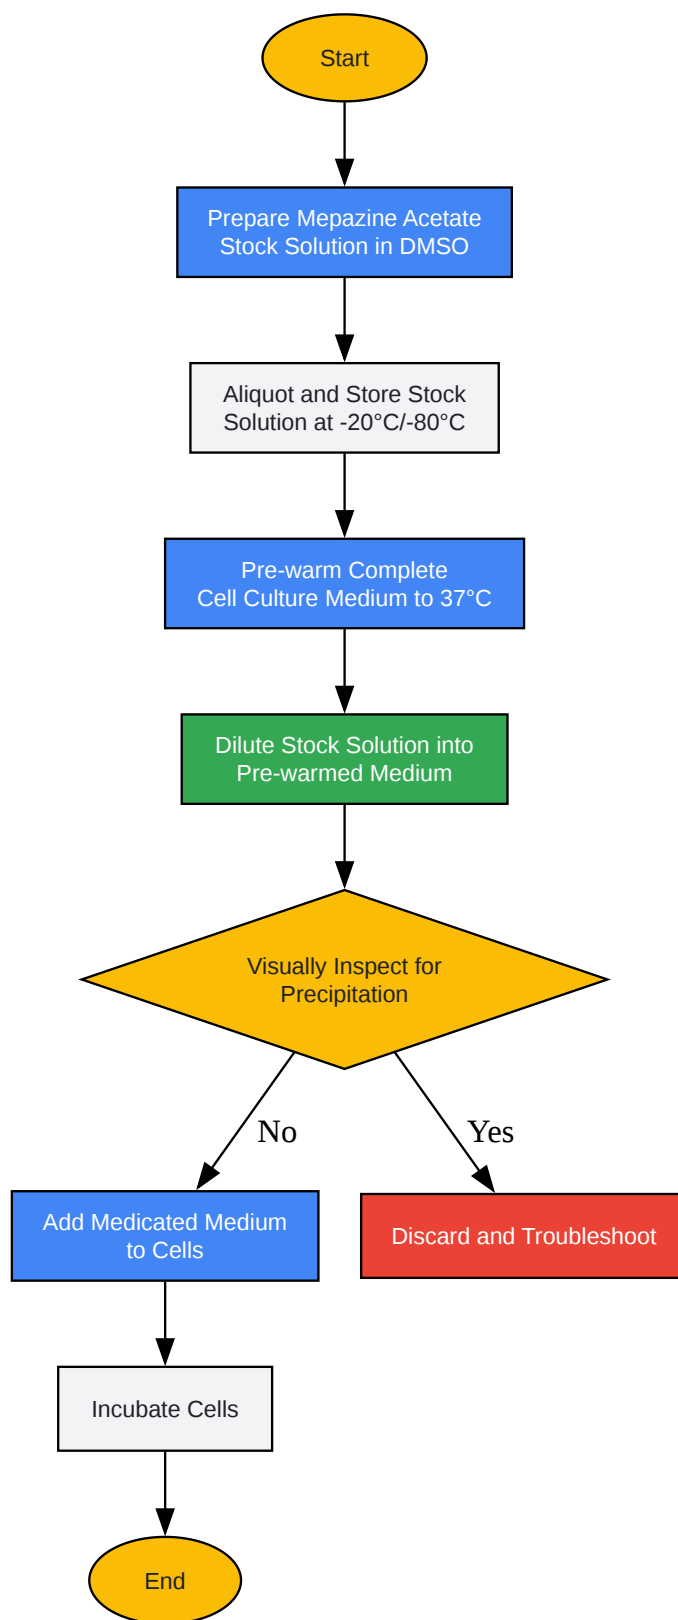 Start
Prepare Mepazine Acetate
Stock Solution in DMSO
Aliquot and Store Stock
Solution at -20°C/-80°C
Pre-warm Complete
Cell Culture Medium to 37°C
Dilute Stock Solution into
Pre-warmed Medium
Visually Inspect for
Precipitation
No
Yes
Add Medicated Medium
to Cells
Discard and Troubleshoot
Incubate Cells
End